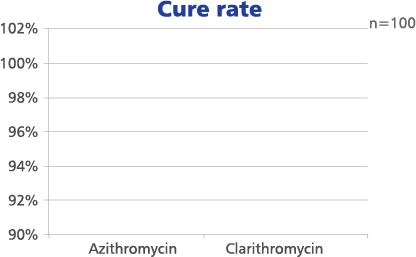 Cure rate
n=100
102%
100%
98%
96%
94%
92%
90%
Azithromycin Clarithromycin